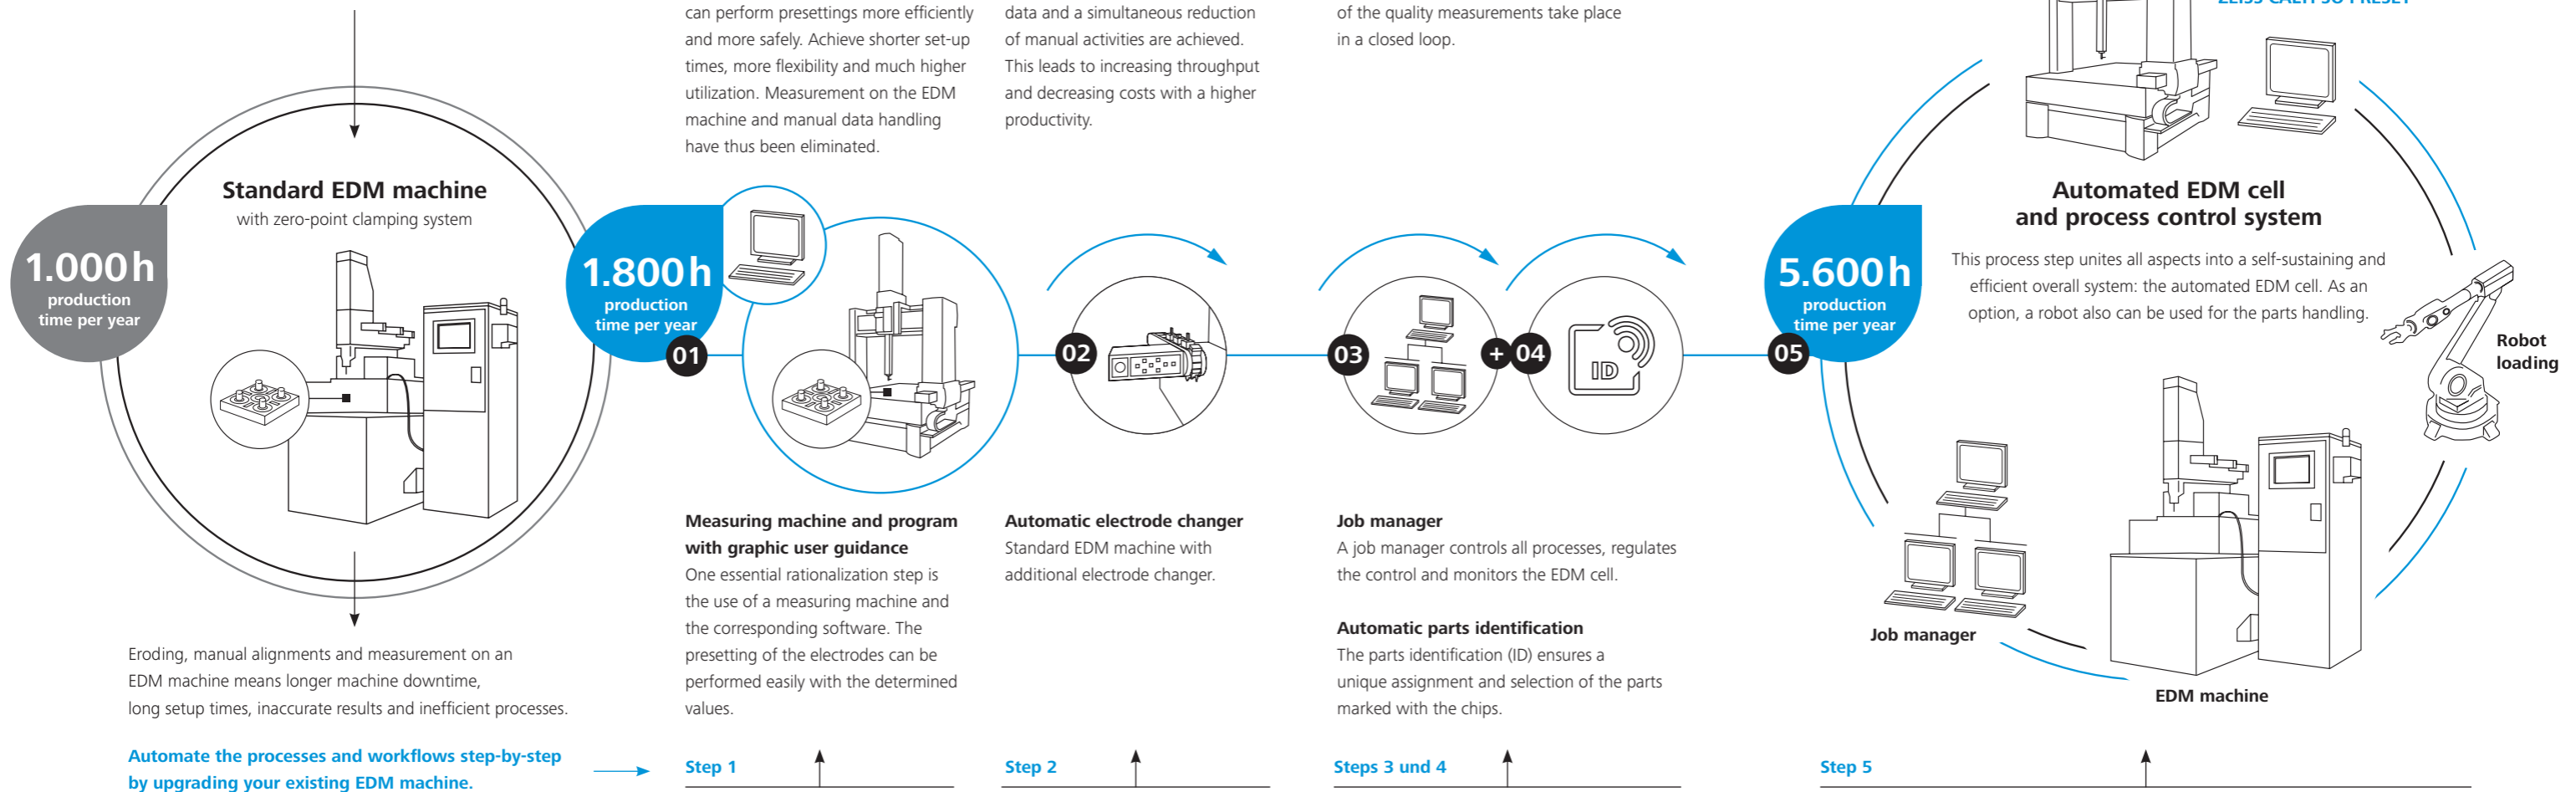 can perform presettings more efficiently
and more safely. Achieve shorter set-up
times, more flexibility and much higher
utilization. Measurement on the EDM
machine and manual data handling
have thus been eliminated.
data and a simultaneous reduction
of manual activities are achieved.
This leads to increasing throughput
and decreasing costs with a higher
productivity.
of the quality measurements take place
in a closed loop.
Standard EDM machine
with zero-point clamping system
1.000 h
production
time per year
1.800 h
production
time per year
01
02
03
+
04
ID
05
5.600 h
production
time per year
Automated EDM cell
and process control system
This process step unites all aspects into a self-sustaining and
efficient overall system: the automated EDM cell. As an
option, a robot also can be used for the parts handling.
Robot
loading
Job manager
EDM machine
Eroding, manual alignments and measurement on an
EDM machine means longer machine downtime,
long setup times, inaccurate results and inefficient processes.
Automate the processes and workflows step-by-step
by upgrading your existing EDM machine.
Measuring machine and program
with graphic user guidance
One essential rationalization step is
the use of a measuring machine and
the corresponding software. The
presetting of the electrodes can be
performed easily with the determined
values.
Step 1
Automatic electrode changer
Standard EDM machine with
additional electrode changer.
Step 2
Job manager
A job manager controls all processes, regulates
the control and monitors the EDM cell.
Automatic parts identification
The parts identification (ID) ensures a
unique assignment and selection of the parts
marked with the chips.
Steps 3 und 4
Step 5